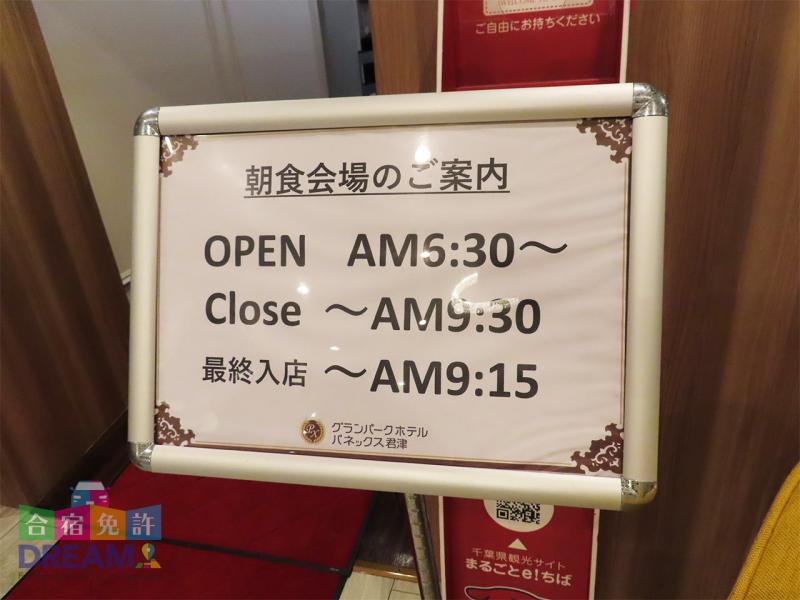 ご自由にお持ちください
朝食会場のご案内
OPEN AM6:30～
Close ～AM9:30
最終入店 ～AM9:15
PX
グランパークホテル
パネックス君津
千葉県観光サイト
まるごとe!ちば
合宿免許
DREAM